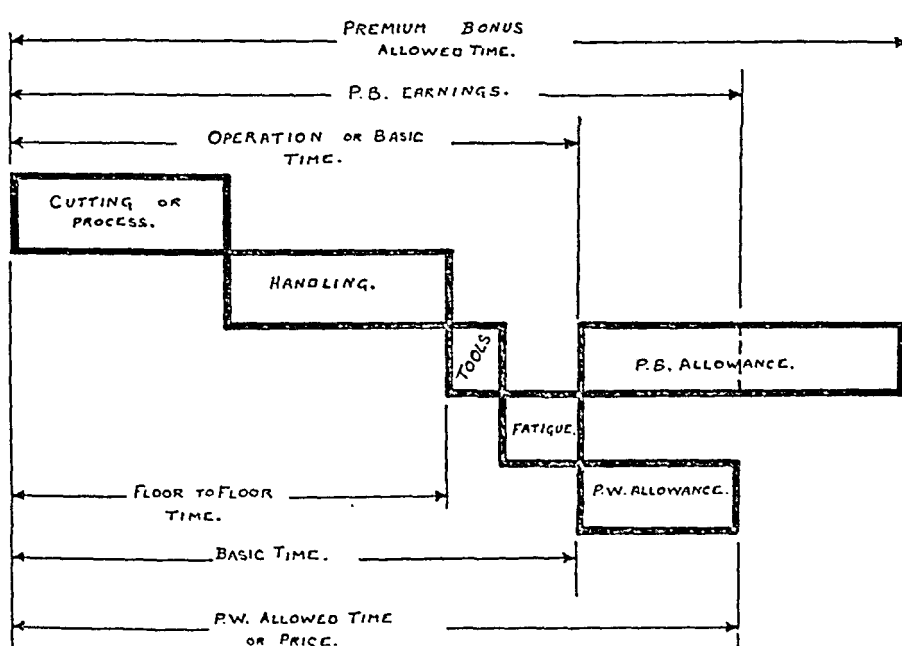 PREMIUM BONUS
ALLOWED TIME.
P.B. EARNINGS.
OPERATION OR BASIC
TIME.
CUTTING OR
PROCESS.
HANDLING.
TOOLS
P.B. ALLOWANCE.
FATIGUE.
P.W. ALLOWANCE.
FLOOR TO FLOOR
TIME.
BASIC TIME.
P.W. ALLOWED TIME
OR PRICE.